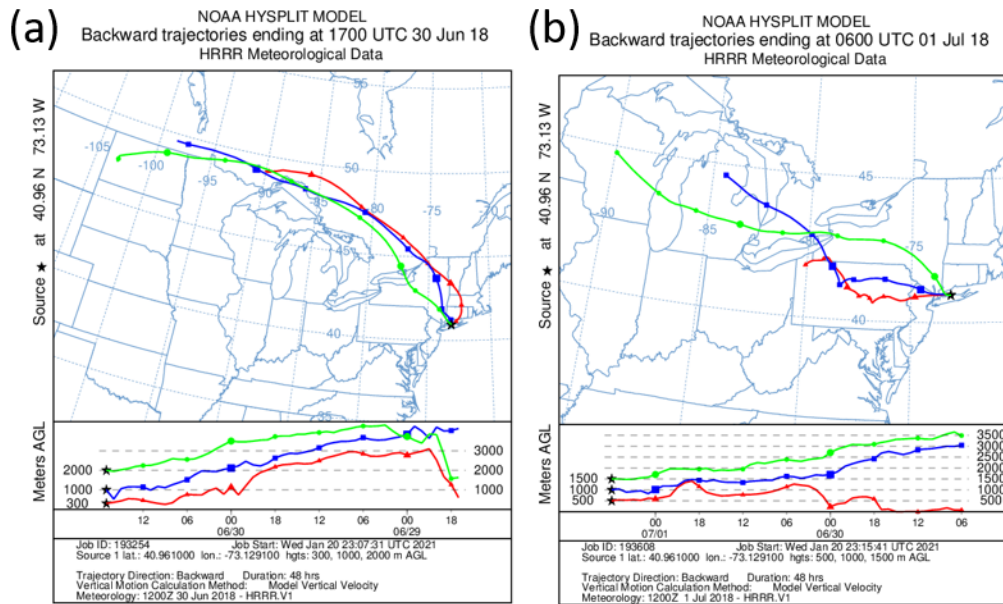 (a)
NOAA HYSPLIT MODEL
Backward trajectories ending at 1700 UTC 30 Jun 18
HRRR Meteorological Data
Source ★ at 40.96 N 73.13 W
-105
-100
-95
-90
-85
-80
-75
-70
55
50
45
40
35
Meters AGL
2000
1000
300
3000
2000
1000
12 06 00 18 12 06 00 18
06/30 06/29
Job ID: 193254 Job Start: Wed Jan 20 23:07:31 UTC 2021
Source 1 lat.: 40.961000 lon.: -73.129100 hgts: 300, 1000, 2000 m AGL
Trajectory Direction: Backward Duration: 48 hrs
Vertical Motion Calculation Method: Model Vertical Velocity
Meteorology: 1200Z 30 Jun 2018 - HRRR.V1
(b)
NOAA HYSPLIT MODEL
Backward trajectories ending at 0600 UTC 01 Jul 18
HRRR Meteorological Data
Source ★ at 40.96 N 73.13 W
-90
-85
-80
-75
45
40
Meters AGL
1500
1000
500
3500
3000
2500
2000
1500
1000
500
00 18 12 06 00 18 12 06
07/01 06/30
Job ID: 193608 Job Start: Wed Jan 20 23:15:41 UTC 2021
Source 1 lat.: 40.961000 lon.: -73.129100 hgts: 500, 1000, 1500 m AGL
Trajectory Direction: Backward Duration: 48 hrs
Vertical Motion Calculation Method: Model Vertical Velocity
Meteorology: 1200Z 1 Jul 2018 - HRRR.V1